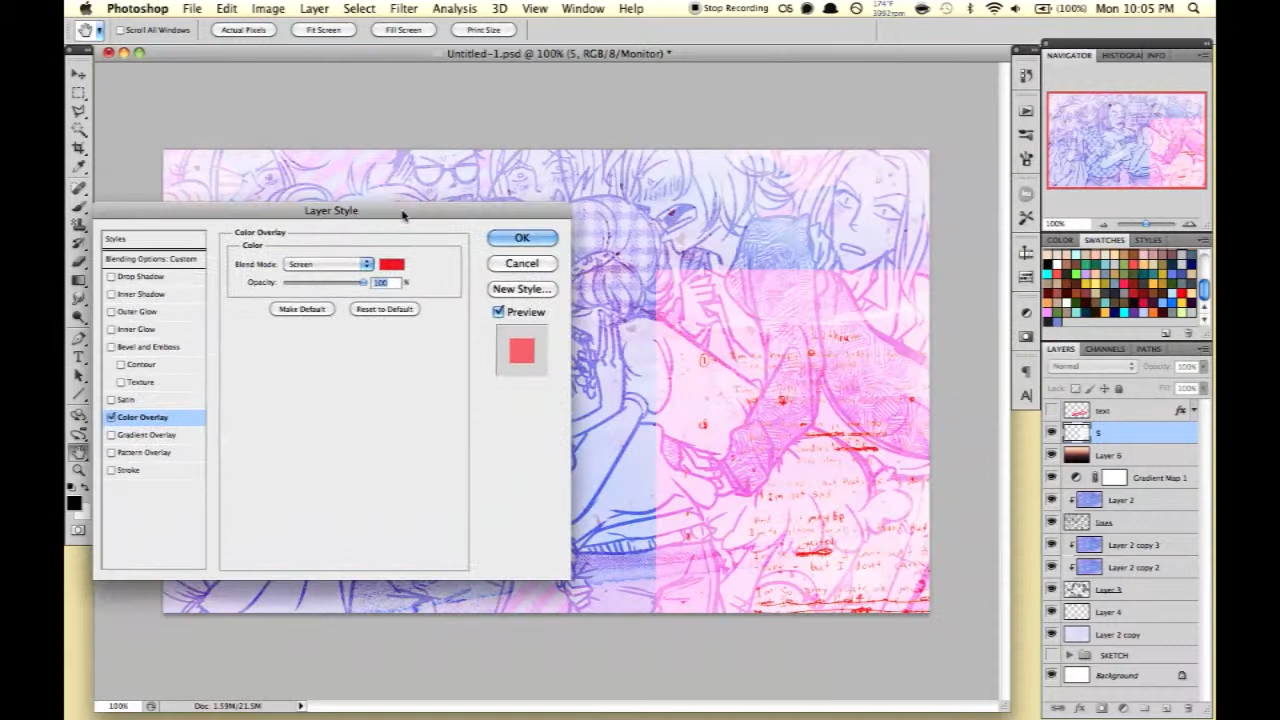 Photoshop File Edit Image Layer Select Filter Analysis 3D View Window Help Stop Recording 174°F 3992rpm (100%) Mon 10:05 PM
Scroll All Windows Actual Pixels Fit Screen Fill Screen Print Size
Untitled-1.psd @ 100% (5, RGB/8/Monitor) *
NAVIGATOR HISTOGRA INFO
100%
COLOR SWATCHES STYLES
LAYERS CHANNELS PATHS
Normal Opacity: 100%
Lock: Fill: 100%
text fx
5
Layer 6
Gradient Map 1
Layer 2
lines
Layer 2 copy 3
Layer 2 copy 2
Layer 3
Layer 4
Layer 2 copy
SKETCH
Background
Layer Style
Styles
Blending Options: Custom
Drop Shadow
Inner Shadow
Outer Glow
Inner Glow
Bevel and Emboss
Contour
Texture
Satin
Color Overlay
Gradient Overlay
Pattern Overlay
Stroke
Color Overlay
Color
Blend Mode: Screen
Opacity: 100 %
Make Default Reset to Default
OK
Cancel
New Style...
Preview
100% Doc: 1.59M/21.5M